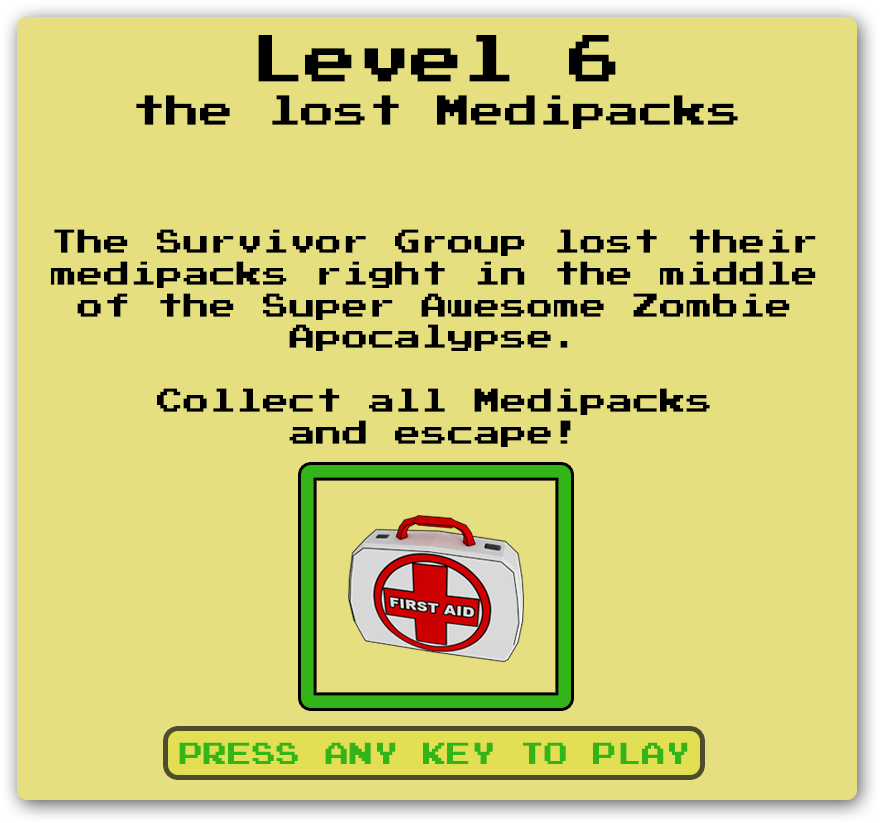 Level 6
the lost Medipacks
The Survivor Group lost their
medipacks right in the middle
of the Super Awesome Zombie
Apocalypse.
Collect all Medipacks
and escape!
FIRST AID
PRESS ANY KEY TO PLAY